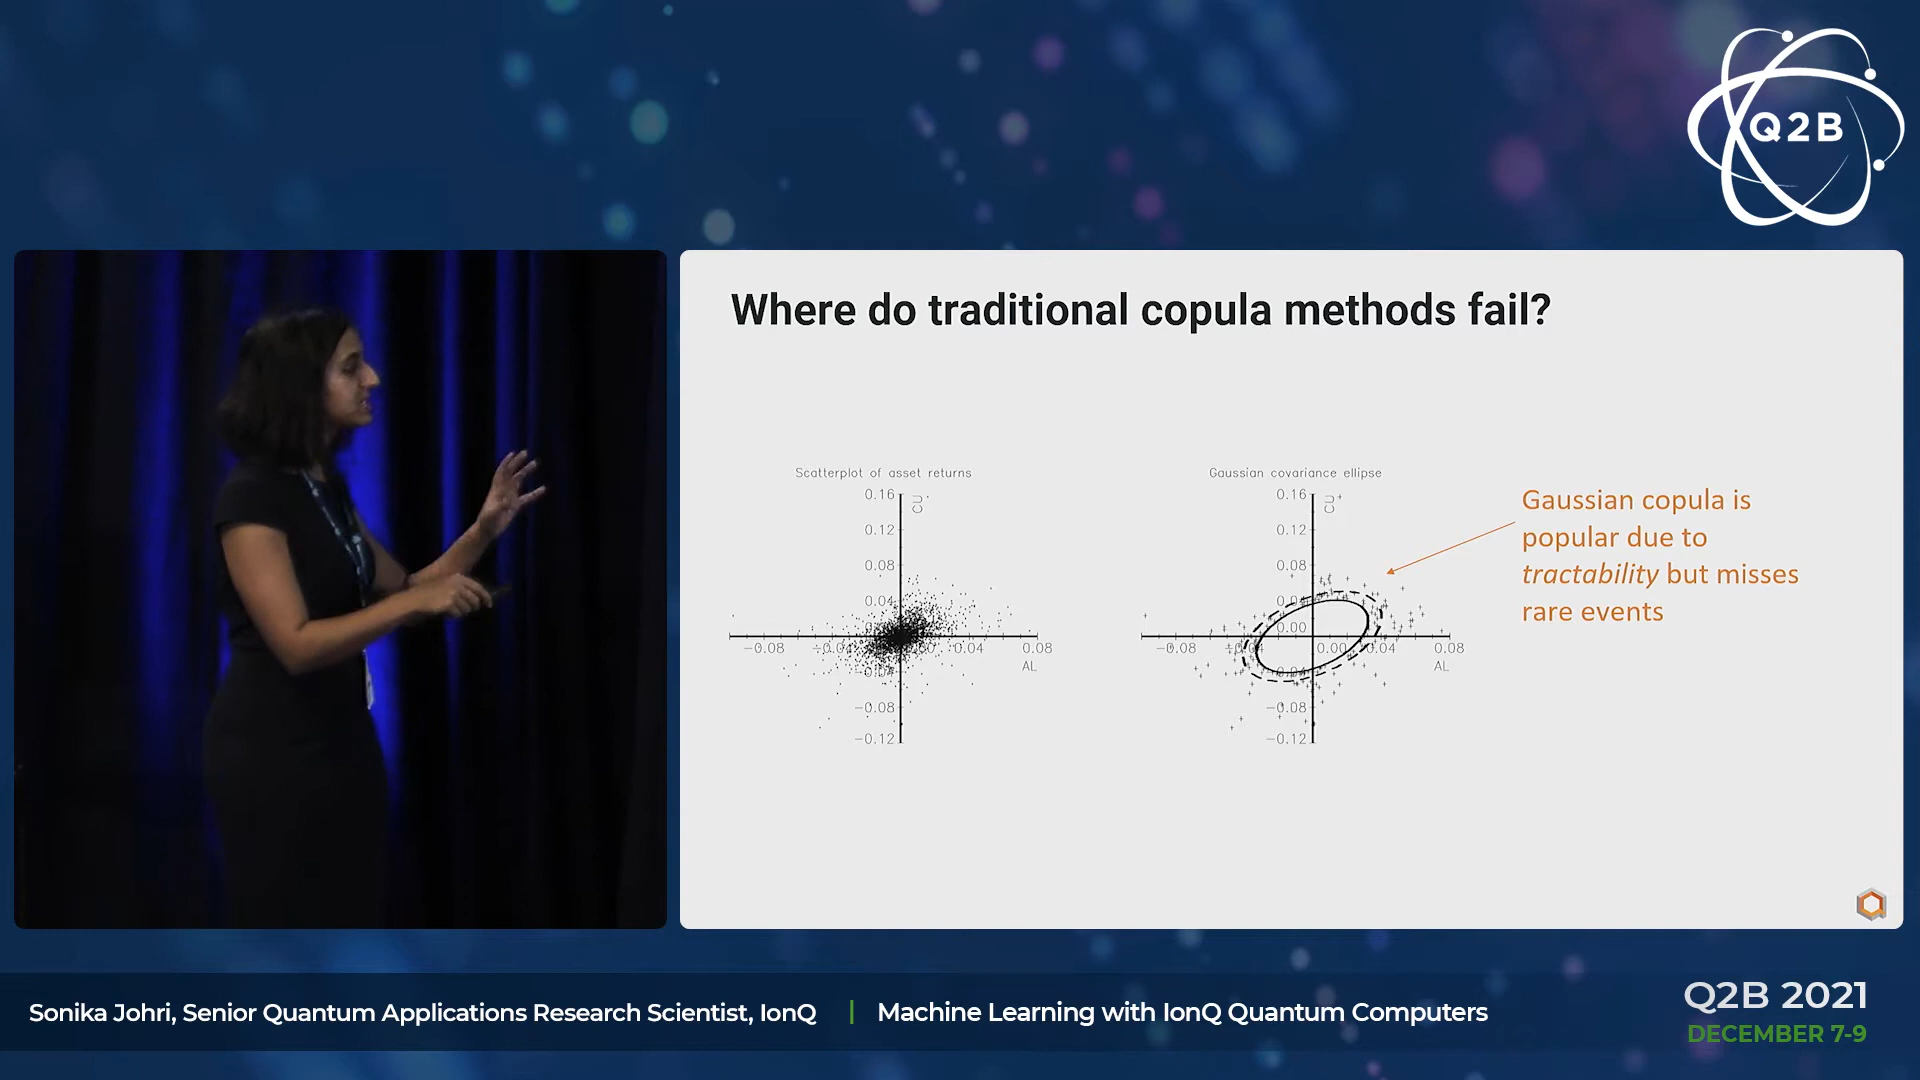 Q2B
Where do traditional copula methods fail?
Scatterplot of asset returns
0.16
CU
0.12
0.08
0.04
−0.08
0.04
0.08
AL
−0.08
−0.12
Gaussian covariance ellipse
0.16
CU
0.12
0.08
0.04
0.00
−0.08
0.00
0.04
0.08
AL
−0.08
−0.12
Gaussian copula is
popular due to
tractability but misses
rare events
Sonika Johri, Senior Quantum Applications Research Scientist, IonQ | Machine Learning with IonQ Quantum Computers
Q2B 2021
DECEMBER 7-9